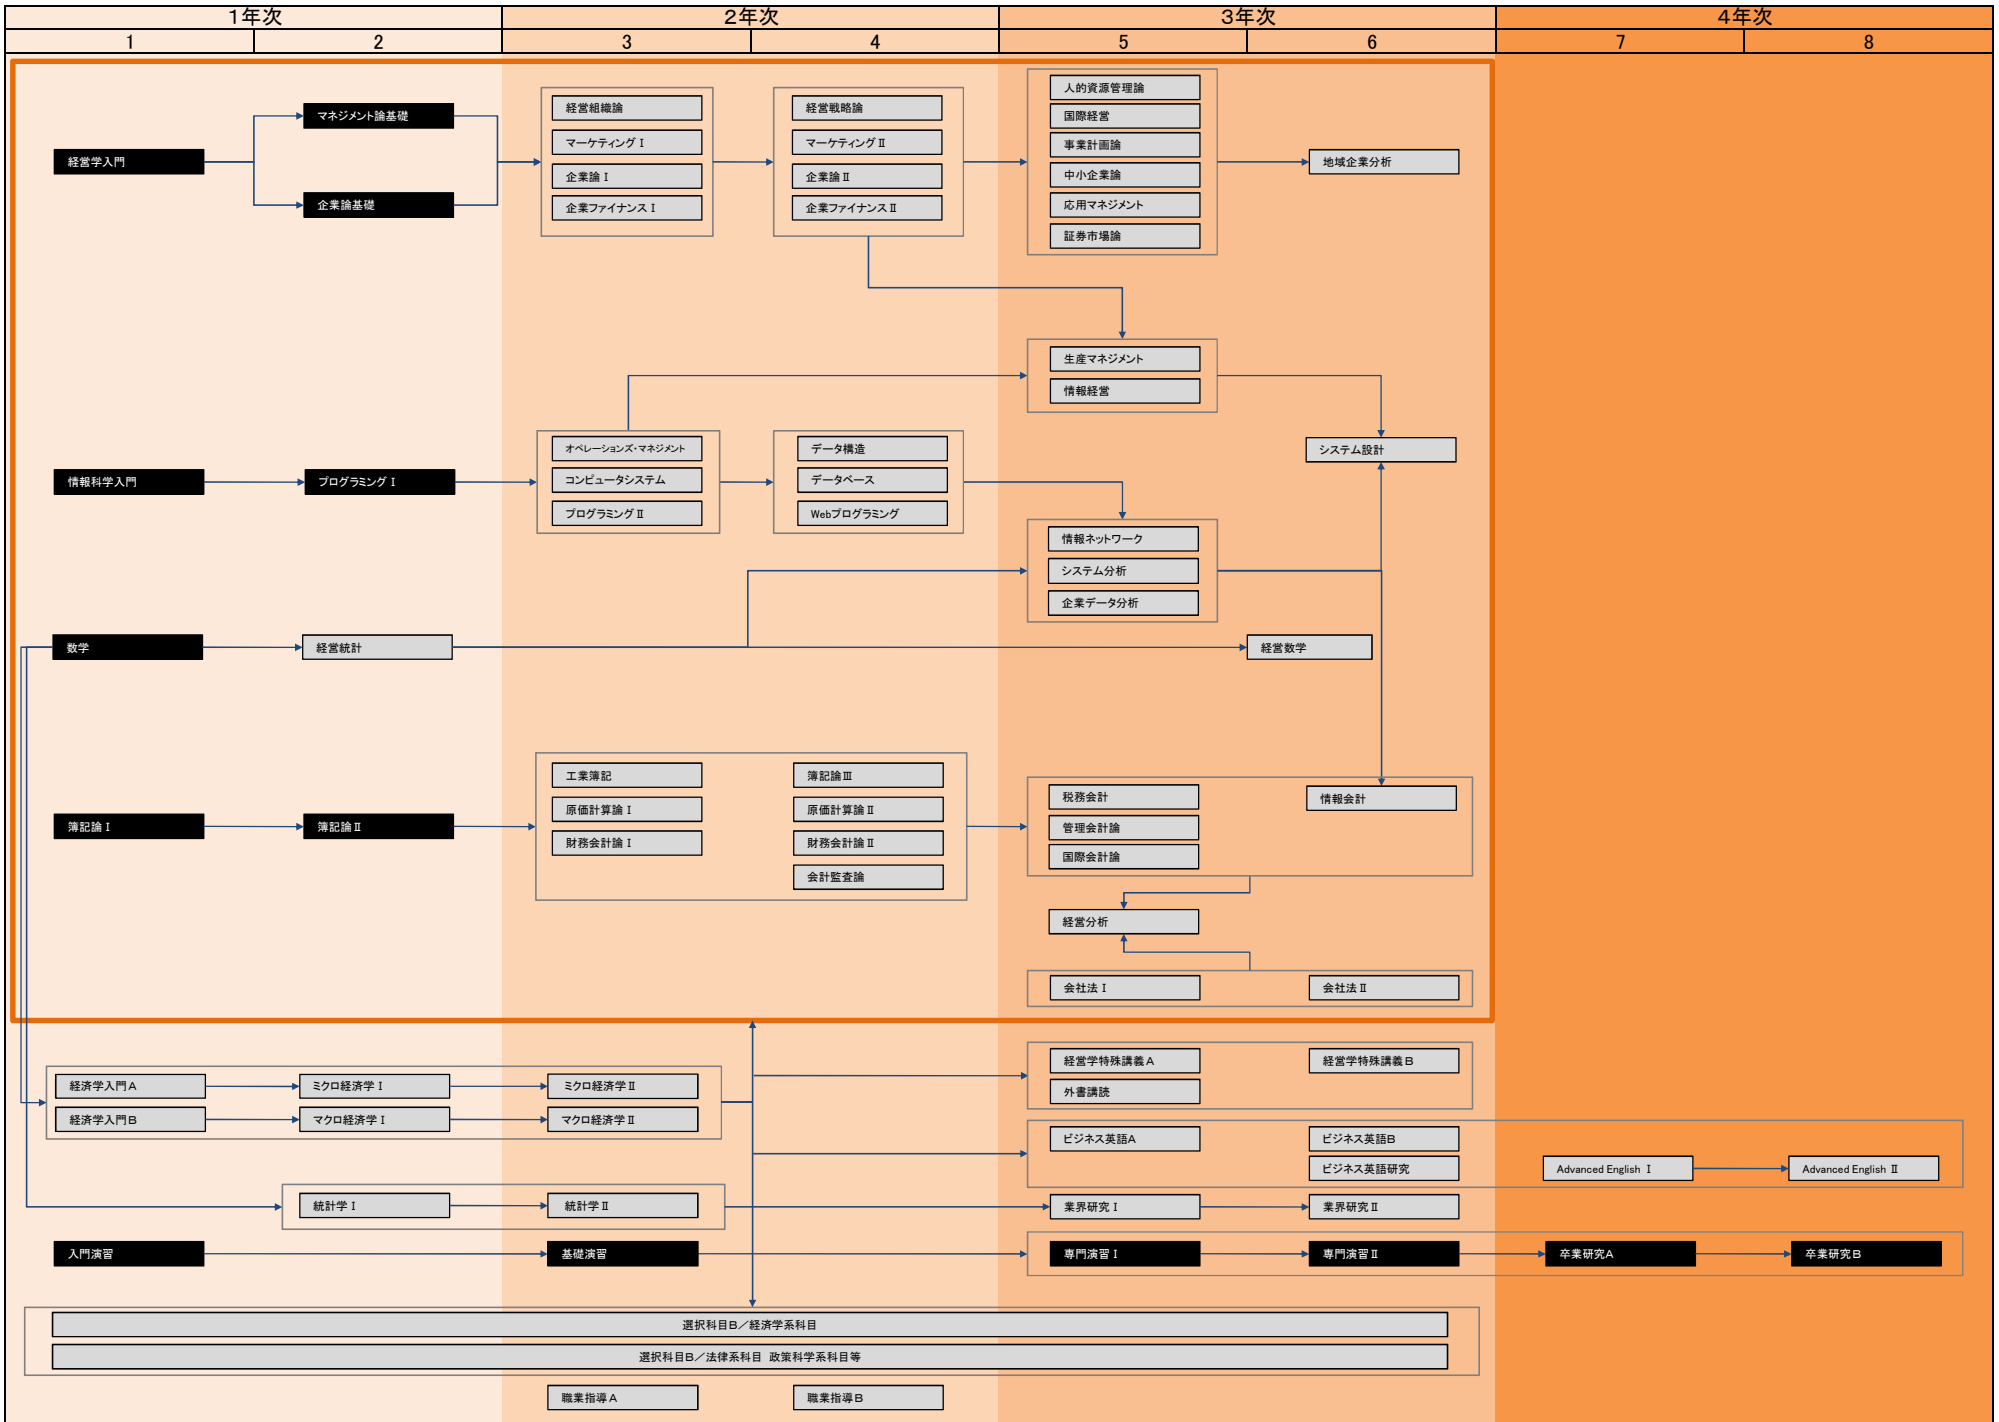 1年次
2年次
3年次
4年次
1
2
3
4
5
6
7
8
経営学入門
マネジメント論基礎
企業論基礎
経営組織論
マーケティングⅠ
企業論Ⅰ
企業ファイナンスⅠ
経営戦略論
マーケティングⅡ
企業論Ⅱ
企業ファイナンスⅡ
人的資源管理論
国際経営
事業計画論
中小企業論
応用マネジメント
証券市場論
地域企業分析
生産マネジメント
情報経営
情報科学入門
プログラミングⅠ
オペレーションズ・マネジメント
コンピュータシステム
プログラミングⅡ
データ構造
データベース
Webプログラミング
システム設計
情報ネットワーク
システム分析
企業データ分析
数学
経営統計
経営数学
簿記論Ⅰ
簿記論Ⅱ
工業簿記
原価計算論Ⅰ
財務会計論Ⅰ
簿記論Ⅲ
原価計算論Ⅱ
財務会計論Ⅱ
会計監査論
税務会計
管理会計論
国際会計論
情報会計
経営分析
会社法Ⅰ
会社法Ⅱ
経済学入門A
ミクロ経済学Ⅰ
ミクロ経済学Ⅱ
経済学入門B
マクロ経済学Ⅰ
マクロ経済学Ⅱ
経営学特殊講義A
経営学特殊講義B
外書講読
ビジネス英語A
ビジネス英語B
ビジネス英語研究
Advanced English Ⅰ
Advanced English Ⅱ
統計学Ⅰ
統計学Ⅱ
業界研究Ⅰ
業界研究Ⅱ
入門演習
基礎演習
専門演習Ⅰ
専門演習Ⅱ
卒業研究A
卒業研究B
選択科目B／経済学系科目
選択科目B／法律系科目 政策科学系科目等
職業指導A
職業指導B